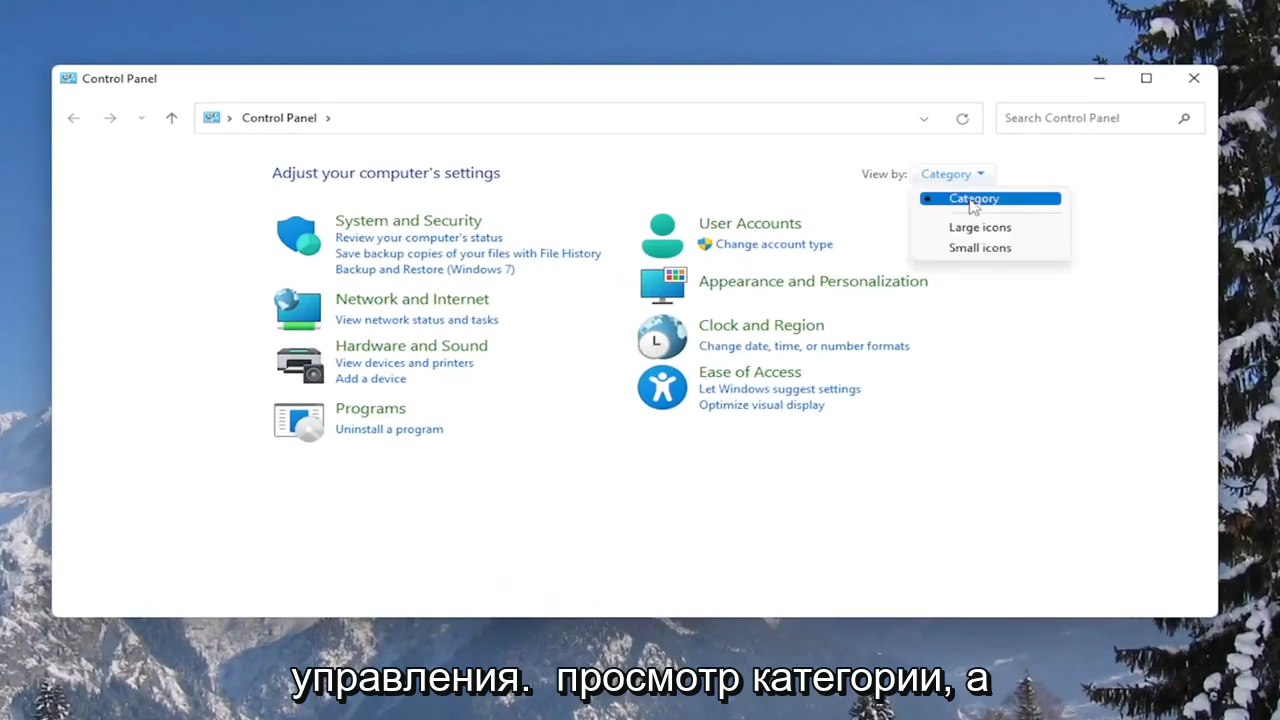 Control Panel
Control Panel
Search Control Panel
Adjust your computer's settings
View by: Category
Category
Large icons
Small icons
System and Security
Review your computer's status
Save backup copies of your files with File History
Backup and Restore (Windows 7)
Network and Internet
View network status and tasks
Hardware and Sound
View devices and printers
Add a device
Programs
Uninstall a program
User Accounts
Change account type
Appearance and Personalization
Clock and Region
Change date, time, or number formats
Ease of Access
Let Windows suggest settings
Optimize visual display
управления. просмотр категории, а